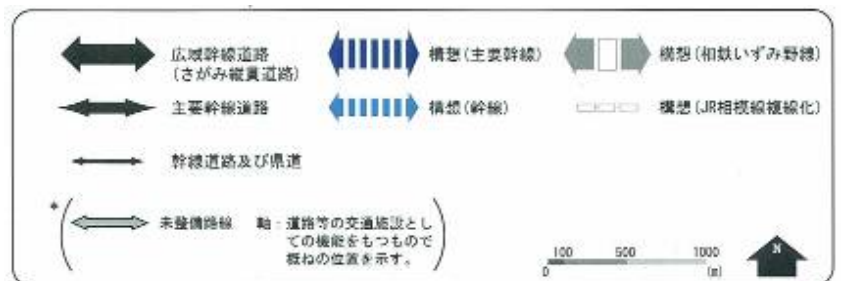 広域幹線道路
(さがみ縦貫道路)
構想(主要幹線)
構想(相鉄いずみ野線)
主要幹線道路
構想(幹線)
構想(JR相模線複線化)
幹線道路及び県道
*
未整備路線
軸:道路等の交通施設とし
ての機能をもつもので
概ねの位置を示す。
100 500 1000
0 (m)
N